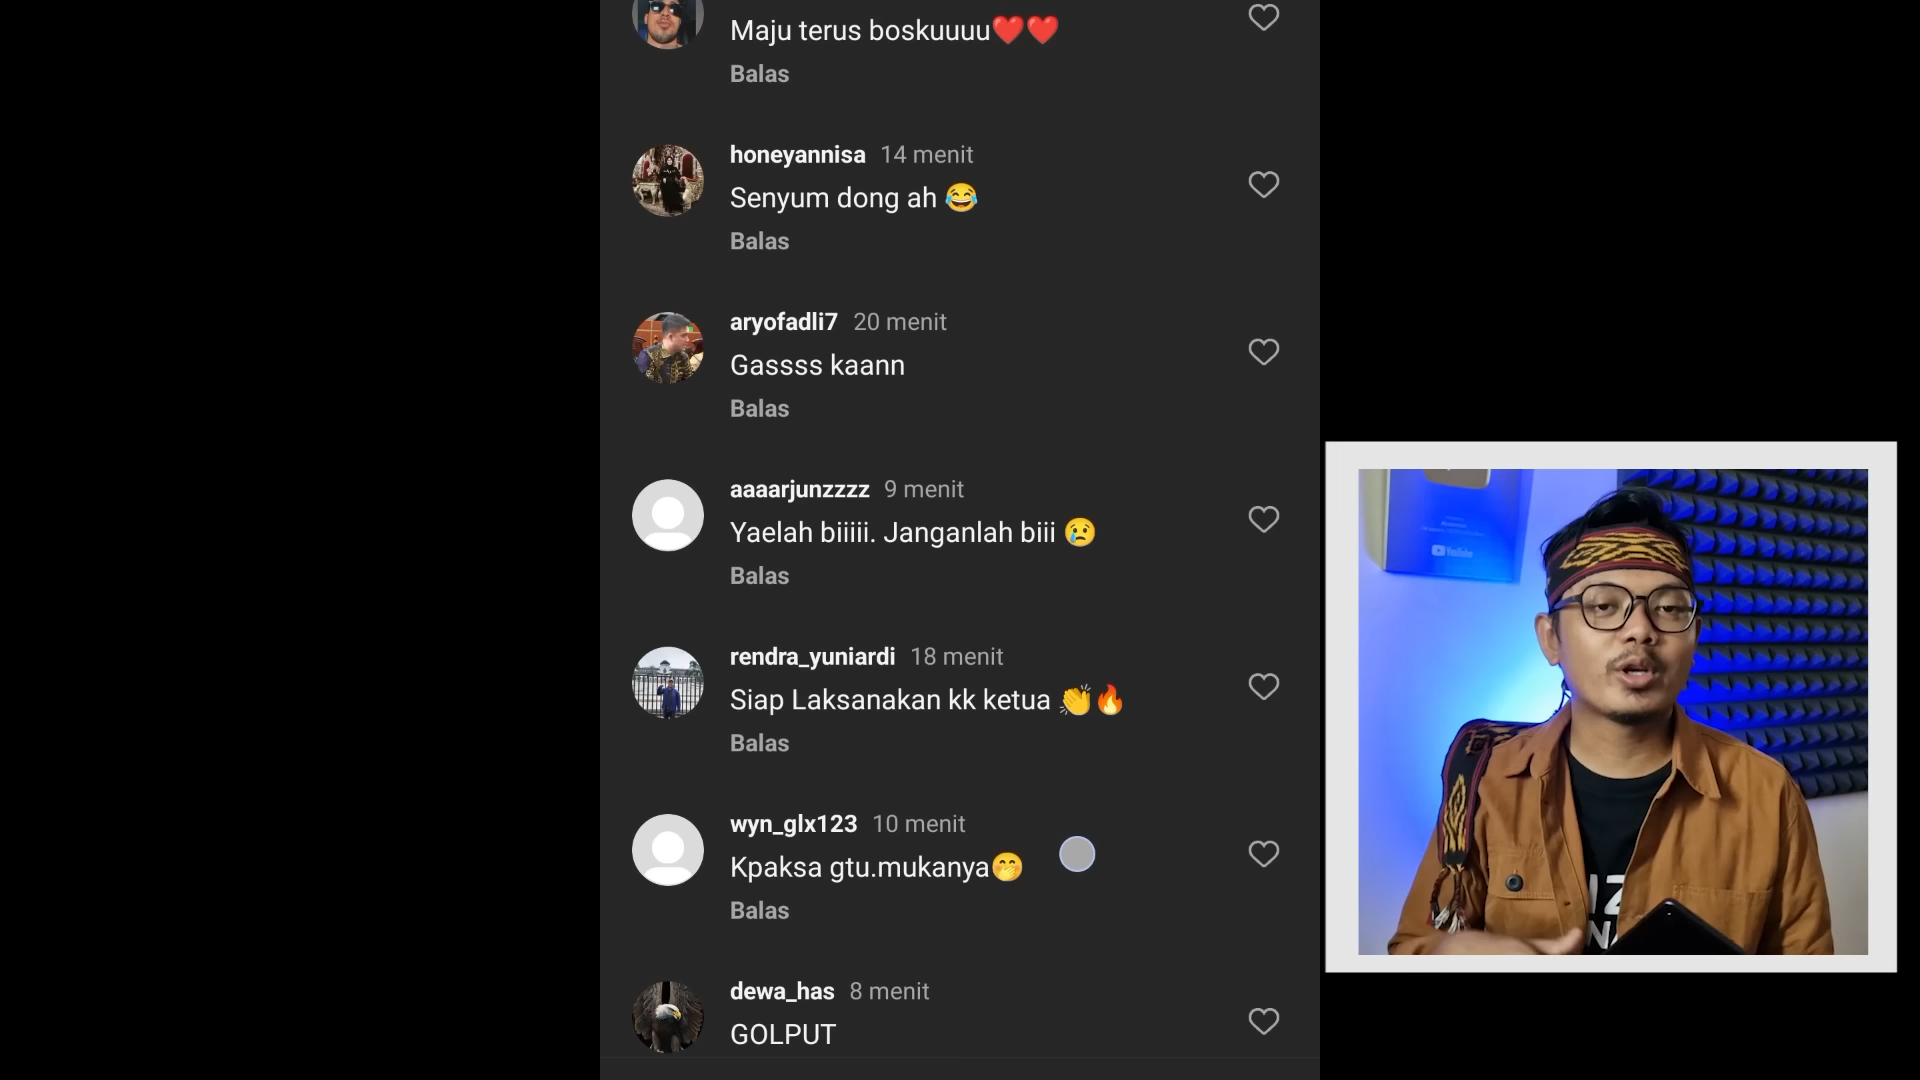 Maju terus boskuuuu❤️❤️
Balas
honeyannisa 14 menit
Senyum dong ah 😂
Balas
aryofadli7 20 menit
Gassss kaann
Balas
aaaarjunzzzz 9 menit
Yaelah biiiii. Janganlah biii 😢
Balas
rendra_yuniardi 18 menit
Siap Laksanakan kk ketua 👏🔥
Balas
wyn_glx123 10 menit
Kpaksa gtu.mukanya🤭
Balas
dewa_has 8 menit
GOLPUT
YouTube